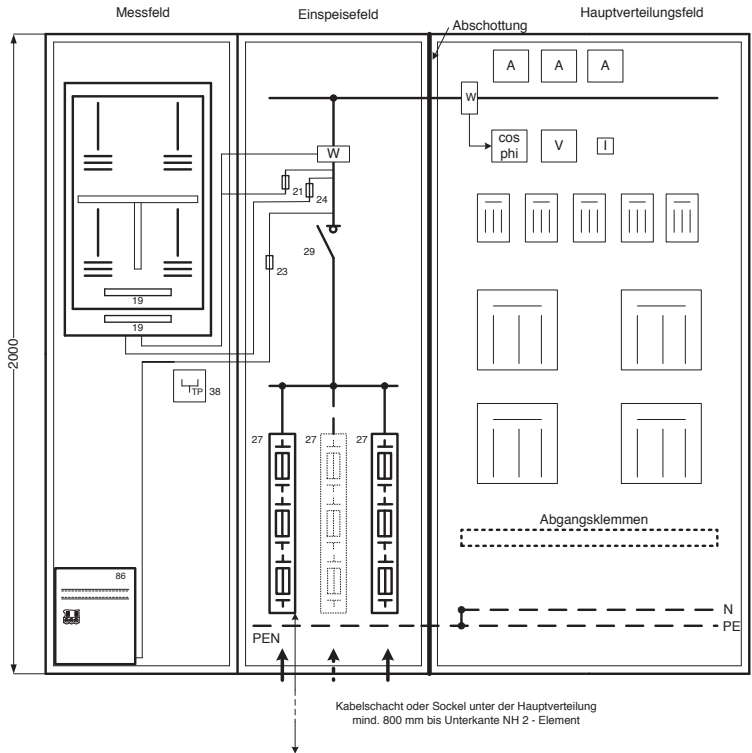 Messfeld
Einspeisefeld
Hauptverteilungsfeld
Abschottung
A
A
A
W
W
cos
phi
V
I
21
24
29
23
19
19
2000
TP
38
27
27
27
Abgangsklemmen
86
N
PE
PEN
Kabelschacht oder Sockel unter der Hauptverteilung
mind. 800 mm bis Unterkante NH 2 - Element